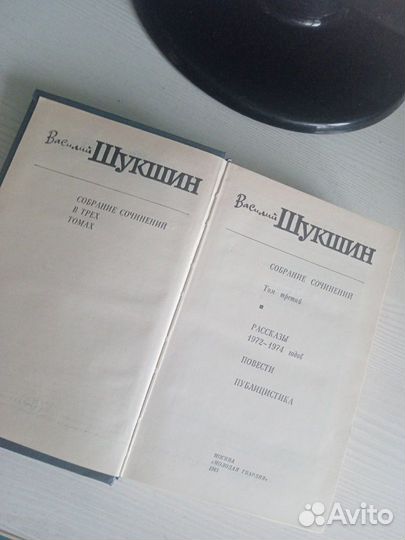 Василий ШУКШИН
СОБРАНИЕ СОЧИНЕНИЙ
В ТРЕХ
ТОМАХ
Василий ШУКШИН
СОБРАНИЕ СОЧИНЕНИЙ
Том третий
РАССКАЗЫ
1972—1974 годов
ПОВЕСТИ
ПУБЛИЦИСТИКА
МОСКВА
«МОЛОДАЯ ГВАРДИЯ»
Avito